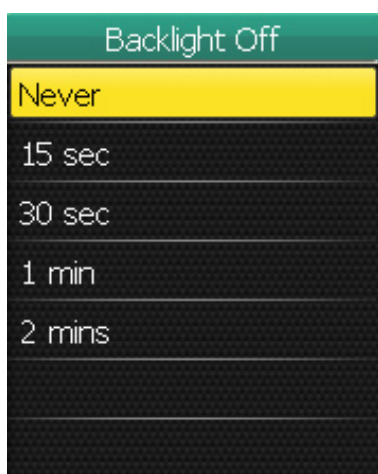 Backlight Off
Never
15 sec
30 sec
1 min
2 mins